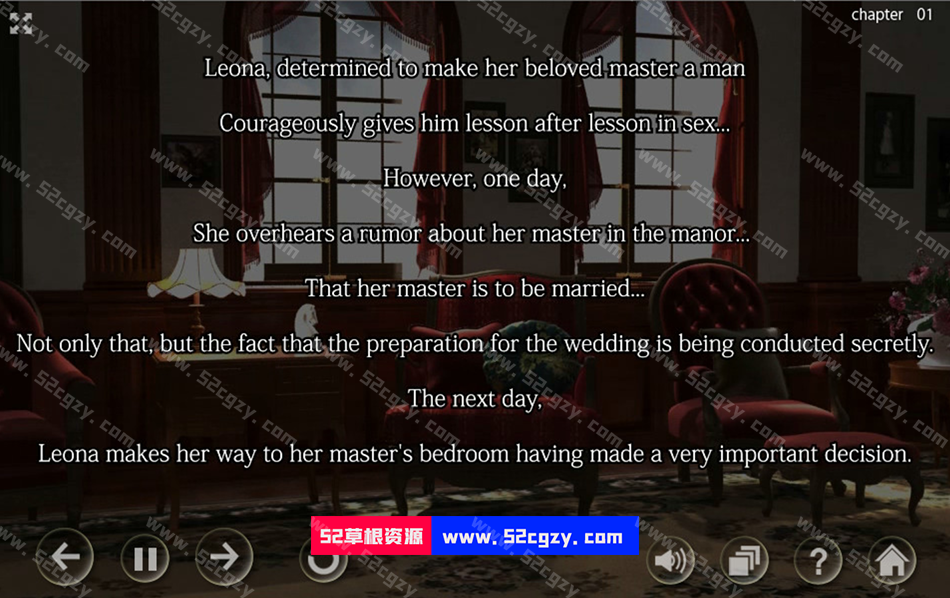 chapter 01
Leona, determined to make her beloved master a man
Courageously gives him lesson after lesson in sex...
However, one day,
She overhears a rumor about her master in the manor...
That her master is to be married...
Not only that, but the fact that the preparation for the wedding is being conducted secretly.
The next day,
Leona makes her way to her master's bedroom having made a very important decision.
52草根资源 www.52cgzy.com
?
www.52cgzy.com